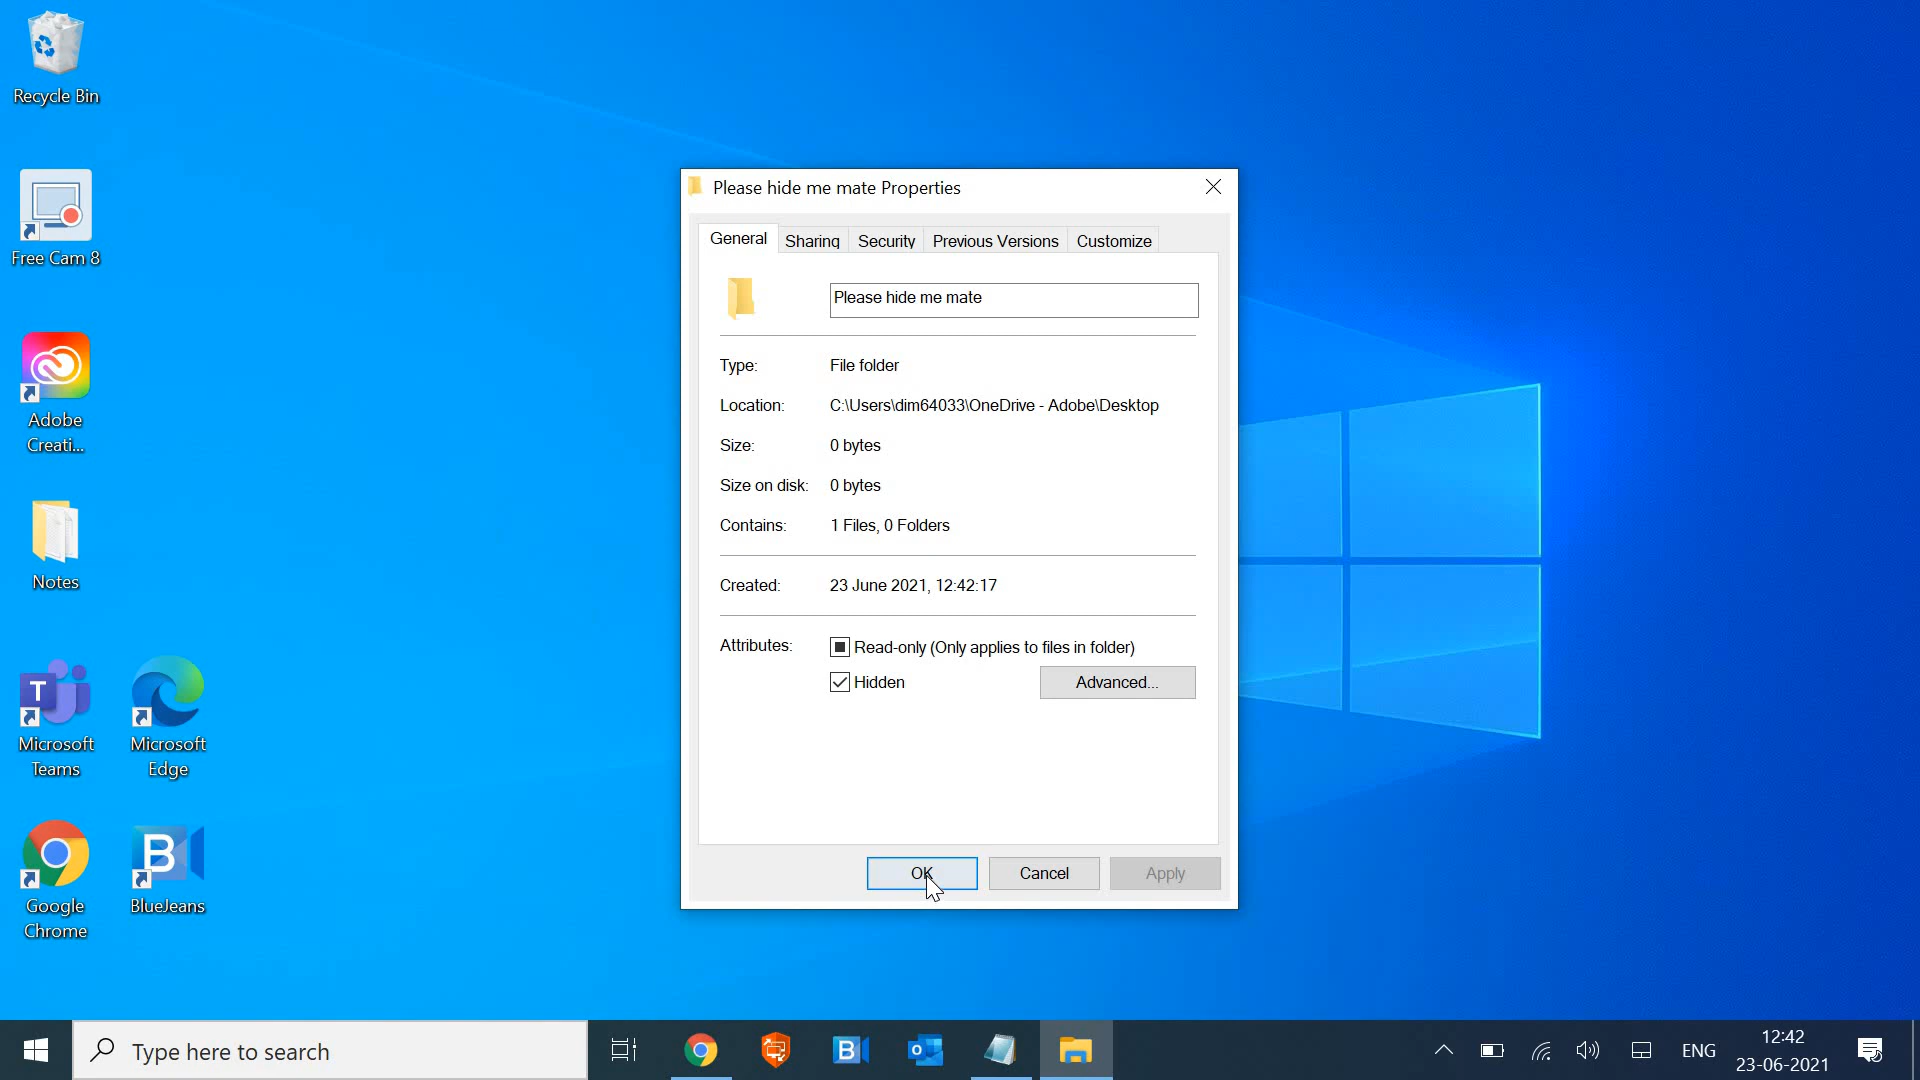 Recycle Bin
Free Cam 8
Adobe
Creati...
Notes
Microsoft
Teams
Microsoft
Edge
Google
Chrome
BlueJeans
Please hide me mate Properties
General
Sharing
Security
Previous Versions
Customize
Please hide me mate
Type: File folder
Location: C:\Users\dim64033\OneDrive - Adobe\Desktop
Size: 0 bytes
Size on disk: 0 bytes
Contains: 1 Files, 0 Folders
Created: 23 June 2021, 12:42:17
Attributes: Read-only (Only applies to files in folder)
Hidden
Advanced...
OK
Cancel
Apply
Type here to search
ENG
12:42
23-06-2021